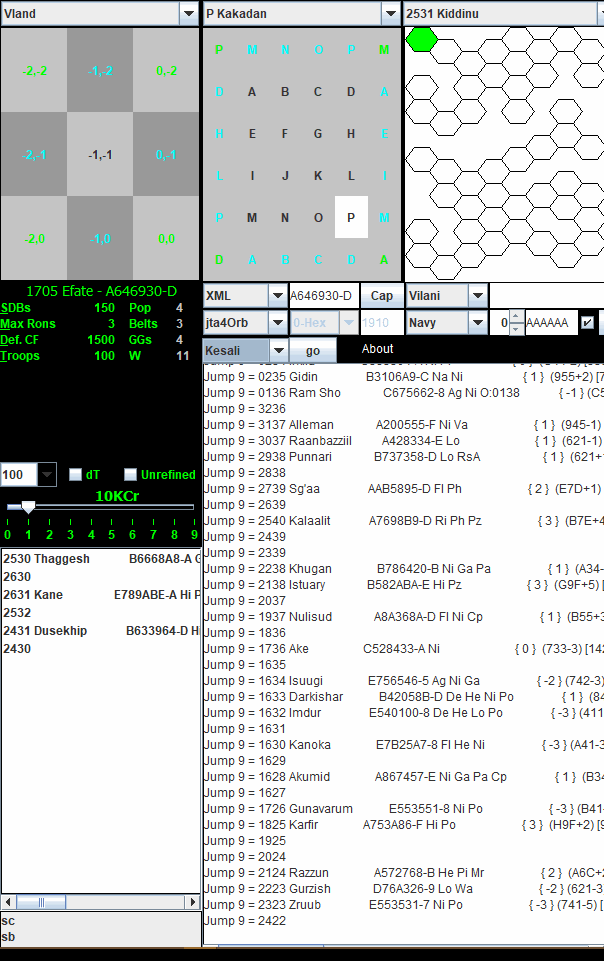 Vland P Kakadan 2531 Kiddinu
-2,-2 -1,-2 0,-2
-2,-1 -1,-1 0,-1
-2,0 -1,0 0,0
P M N O P M
D A B C D A
H E F G H E
L I J K L I
P M N O P M
D A B C D A
1705 Efate - A646930-D
SDBs 150 Pop 4
Max Rons 3 Belts 3
Def. CF 1500 GGs 4
Troops 100 W 11
XML A646930-D Cap Vilani
jta4Orb 0-Hex 1910 Navy 0 AAAAAA
Kesali go About
100 dT Unrefined
10KCr
0 1 2 3 4 5 6 7 8 9
2530 Thaggesh B6668A8-A G
2630
2631 Kane E789ABE-A Hi P
2532
2431 Dusekhip B633964-D H
2430
sc
sb
Jump 9 = 0235 Gidin B3106A9-C Na Ni { 1 } (955+2) [7
Jump 9 = 0136 Ram Sho C675662-8 Ag Ni O:0138 { -1 } (C5
Jump 9 = 3236
Jump 9 = 3137 Alleman A200555-F Ni Va { 1 } (945-1)
Jump 9 = 3037 Raanbazziil A428334-E Lo { 1 } (621-1)
Jump 9 = 2938 Punnari B737358-D Lo RsA { 1 } (621+
Jump 9 = 2838
Jump 9 = 2739 Sg'aa AAB5895-D Fl Ph { 2 } (E7D+1)
Jump 9 = 2639
Jump 9 = 2540 Kalaalit A7698B9-D Ri Ph Pz { 3 } (B7E+4
Jump 9 = 2439
Jump 9 = 2339
Jump 9 = 2238 Khugan B786420-B Ni Ga Pa { 1 } (A34-
Jump 9 = 2138 Istuary B582ABA-E Hi Pz { 3 } (G9F+5) [
Jump 9 = 2037
Jump 9 = 1937 Nulisud A8A368A-D Fl Ni Cp { 1 } (B55+3
Jump 9 = 1836
Jump 9 = 1736 Ake C528433-A Ni { 0 } (733-3) [142
Jump 9 = 1635
Jump 9 = 1634 Isuugi E756546-5 Ag Ni Ga { -2 } (742-3)
Jump 9 = 1633 Darkishar B42058B-D De He Ni Po { 1 } (84
Jump 9 = 1632 Imdur E540100-8 De He Lo Po { -3 } (411
Jump 9 = 1631
Jump 9 = 1630 Kanoka E7B25A7-8 Fl He Ni { -3 } (A41-3
Jump 9 = 1629
Jump 9 = 1628 Akumid A867457-E Ni Ga Pa Cp { 1 } (B34
Jump 9 = 1627
Jump 9 = 1726 Gunavarum E553551-8 Ni Po { -3 } (B41-
Jump 9 = 1825 Karfir A753A86-F Hi Po { 3 } (H9F+2) [9
Jump 9 = 1925
Jump 9 = 2024
Jump 9 = 2124 Razzun A572768-B He Pi Mr { 2 } (A6C+2
Jump 9 = 2223 Gurzish D76A326-9 Lo Wa { -2 } (621-3
Jump 9 = 2323 Zruub E553531-7 Ni Po { -3 } (741-5) [
Jump 9 = 2422